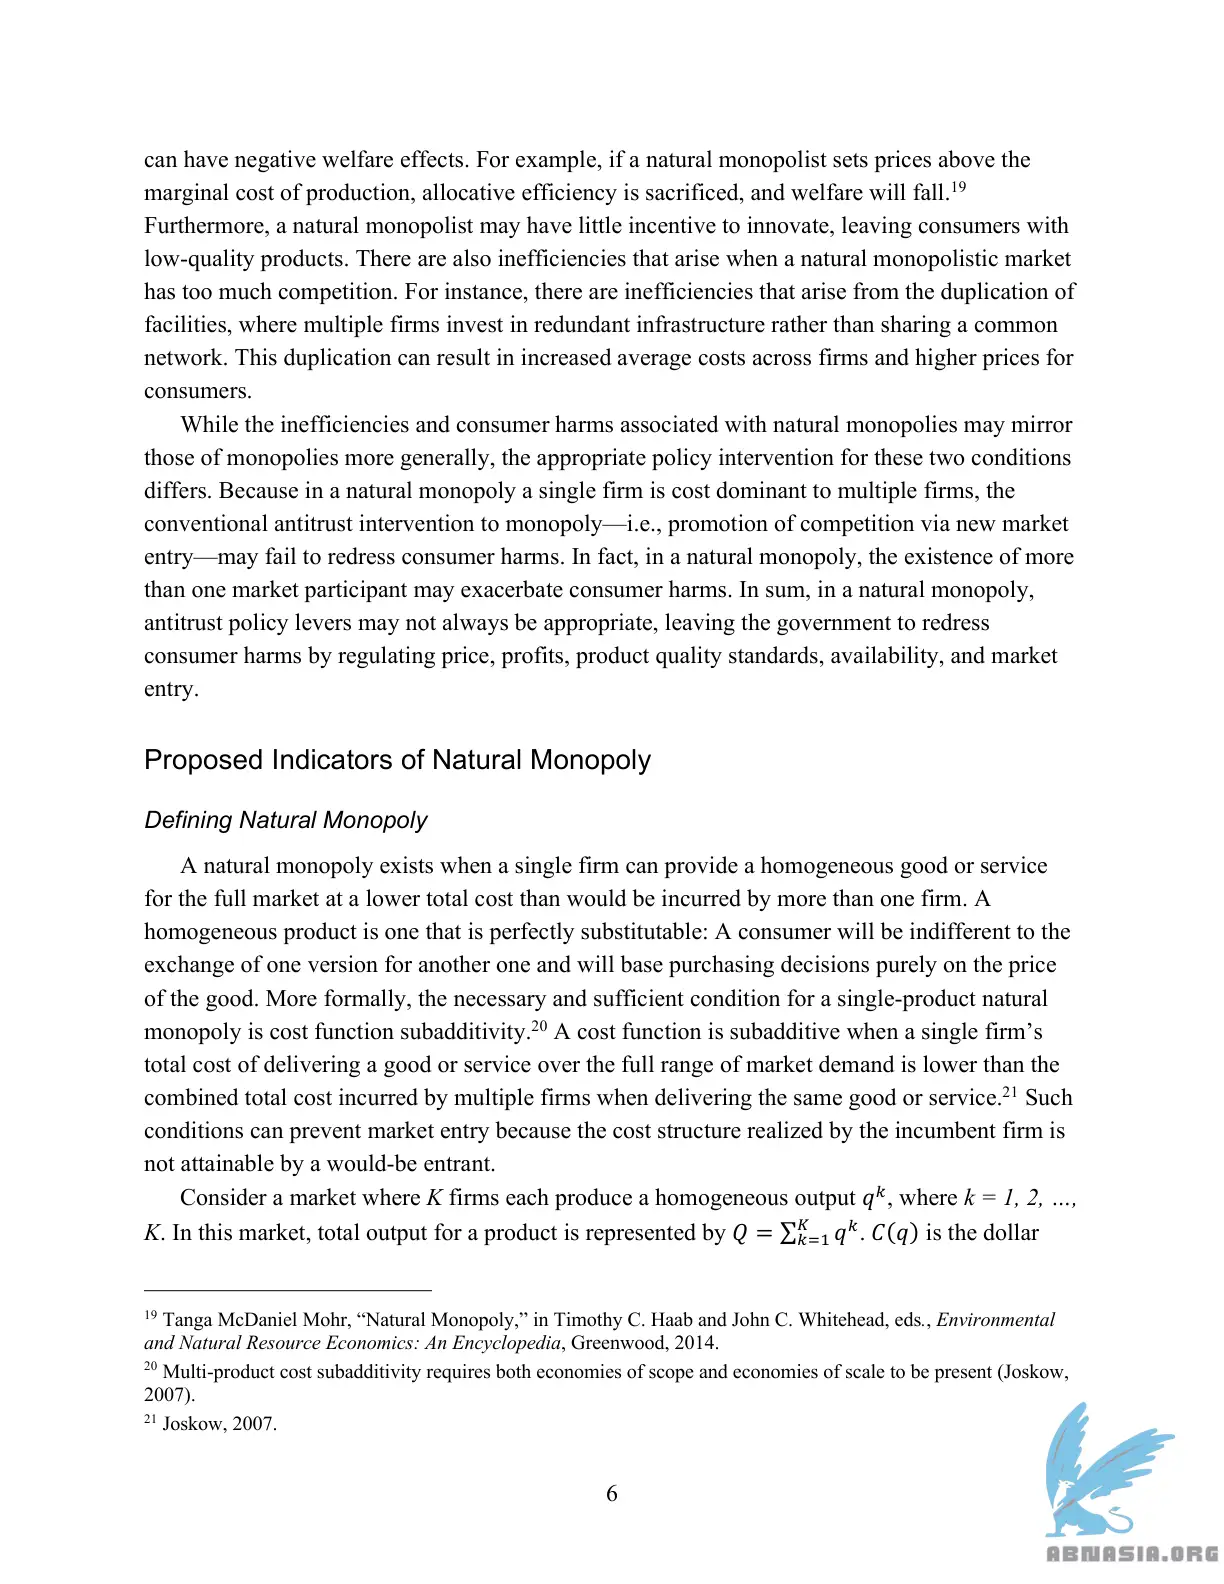 can have negative welfare effects. For example, if a natural monopolist sets prices above the
marginal cost of production, allocative efficiency is sacrificed, and welfare will fall.¹⁹
Furthermore, a natural monopolist may have little incentive to innovate, leaving consumers with
low-quality products. There are also inefficiencies that arise when a natural monopolistic market
has too much competition. For instance, there are inefficiencies that arise from the duplication of
facilities, where multiple firms invest in redundant infrastructure rather than sharing a common
network. This duplication can result in increased average costs across firms and higher prices for
consumers.
While the inefficiencies and consumer harms associated with natural monopolies may mirror
those of monopolies more generally, the appropriate policy intervention for these two conditions
differs. Because in a natural monopoly a single firm is cost dominant to multiple firms, the
conventional antitrust intervention to monopoly—i.e., promotion of competition via new market
entry—may fail to redress consumer harms. In fact, in a natural monopoly, the existence of more
than one market participant may exacerbate consumer harms. In sum, in a natural monopoly,
antitrust policy levers may not always be appropriate, leaving the government to redress
consumer harms by regulating price, profits, product quality standards, availability, and market
entry.
Proposed Indicators of Natural Monopoly
Defining Natural Monopoly
A natural monopoly exists when a single firm can provide a homogeneous good or service
for the full market at a lower total cost than would be incurred by more than one firm. A
homogeneous product is one that is perfectly substitutable: A consumer will be indifferent to the
exchange of one version for another one and will base purchasing decisions purely on the price
of the good. More formally, the necessary and sufficient condition for a single-product natural
monopoly is cost function subadditivity.²⁰ A cost function is subadditive when a single firm’s
total cost of delivering a good or service over the full range of market demand is lower than the
combined total cost incurred by multiple firms when delivering the same good or service.²¹ Such
conditions can prevent market entry because the cost structure realized by the incumbent firm is
not attainable by a would-be entrant.
Consider a market where K firms each produce a homogeneous output qᵏ, where k = 1, 2, …,
K. In this market, total output for a product is represented by Q = ∑ᴷₖ₌₁ qᵏ. C(q) is the dollar
¹⁹ Tanga McDaniel Mohr, “Natural Monopoly,” in Timothy C. Haab and John C. Whitehead, eds., Environmental
and Natural Resource Economics: An Encyclopedia, Greenwood, 2014.
²⁰ Multi-product cost subadditivity requires both economies of scope and economies of scale to be present (Joskow,
2007).
²¹ Joskow, 2007.
6
ABNASIA.ORG